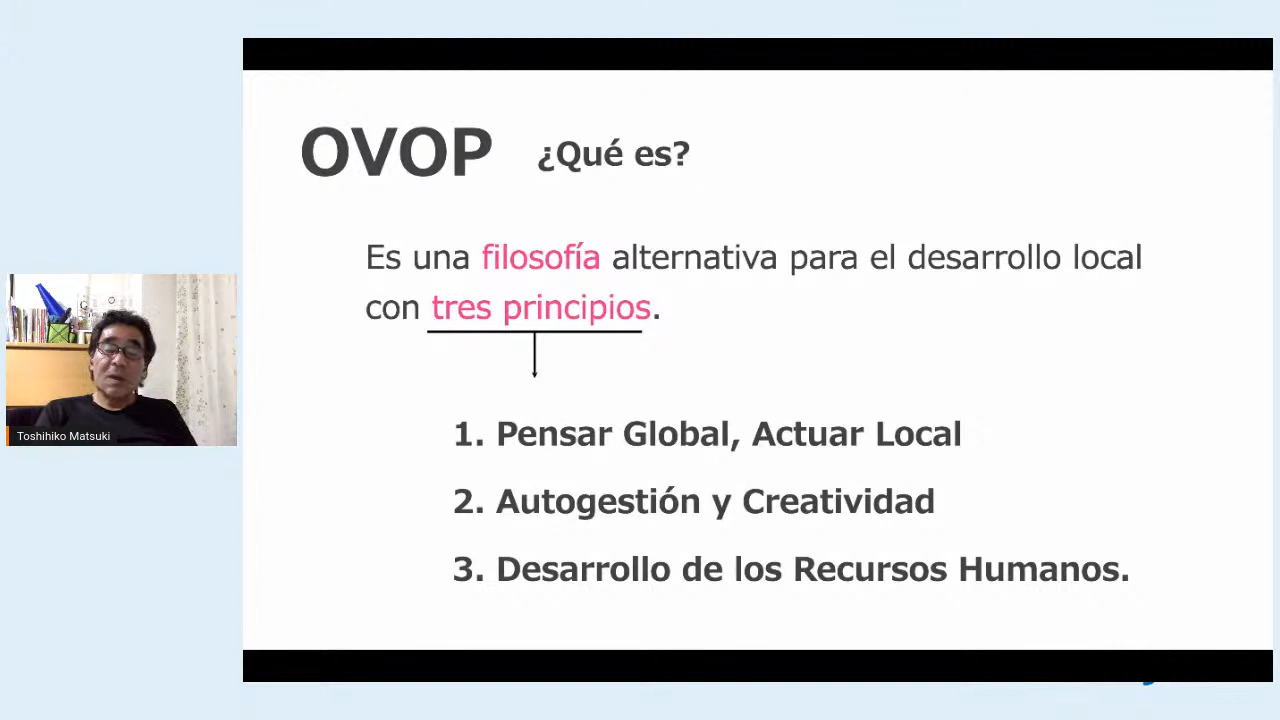 OVOP ¿Qué es?
Es una filosofía alternativa para el desarrollo local
con tres principios.
1. Pensar Global, Actuar Local
2. Autogestión y Creatividad
3. Desarrollo de los Recursos Humanos.
Toshihiko Matsuki